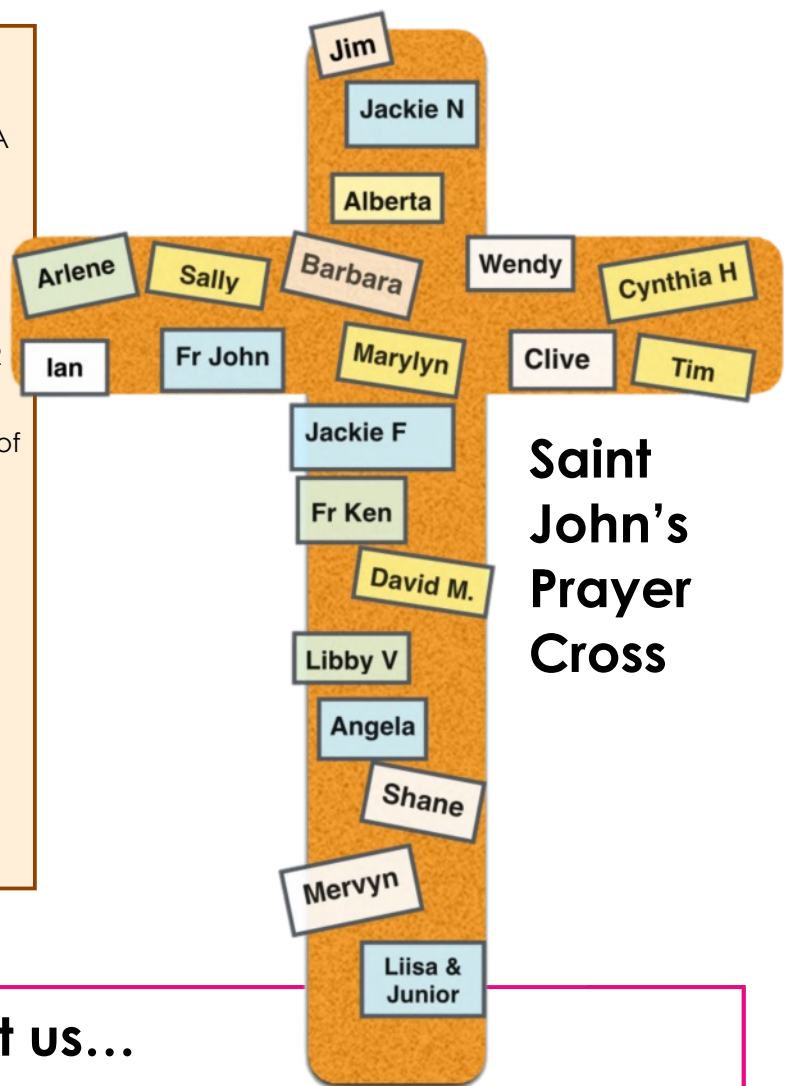 A
of
Jim
Jackie N
Alberta
Arlene
Sally
Barbara
Wendy
Cynthia H
Ian
Fr John
Marylyn
Clive
Tim
Jackie F
Fr Ken
David M.
Libby V
Angela
Shane
Mervyn
Liisa &
Junior
Saint
John’s
Prayer
Cross
t us…